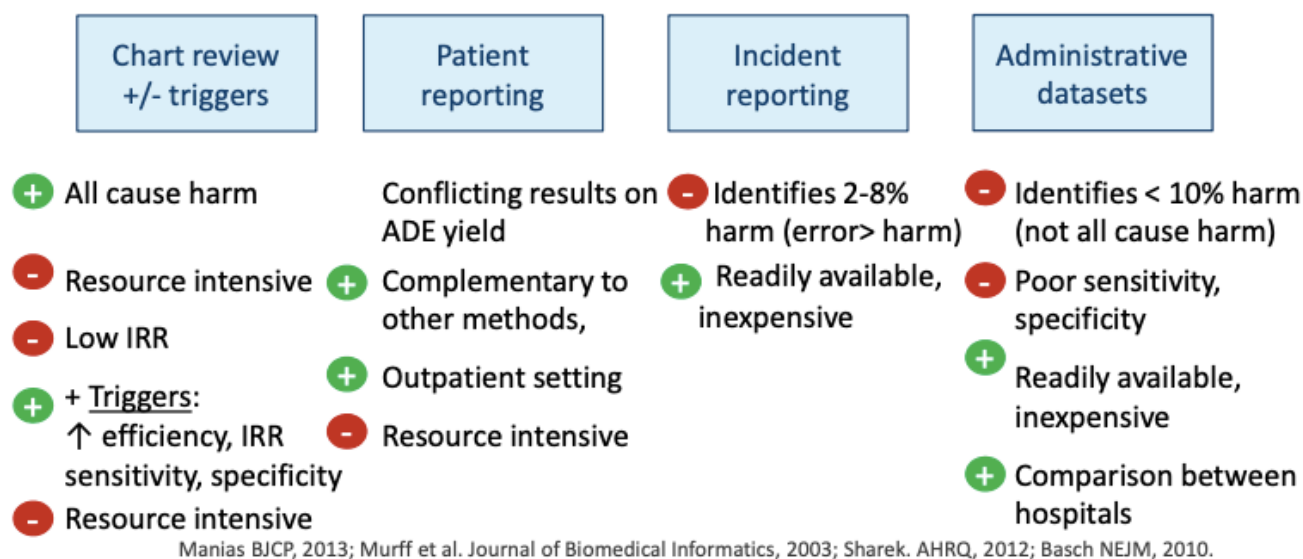 Chart review
+/- triggers
Patient
reporting
Incident
reporting
Administrative
datasets
+ All cause harm
- Resource intensive
- Low IRR
+ + Triggers:
↑ efficiency, IRR
sensitivity, specificity
- Resource intensive
Conflicting results on
ADE yield
+ Complementary to
other methods,
+ Outpatient setting
- Resource intensive
- Identifies 2-8%
harm (error> harm)
+ Readily available,
inexpensive
- Identifies < 10% harm
(not all cause harm)
- Poor sensitivity,
specificity
+ Readily available,
inexpensive
+ Comparison between
hospitals
Manias BJCP, 2013; Murff et al. Journal of Biomedical Informatics, 2003; Sharek. AHRQ, 2012; Basch NEJM, 2010.